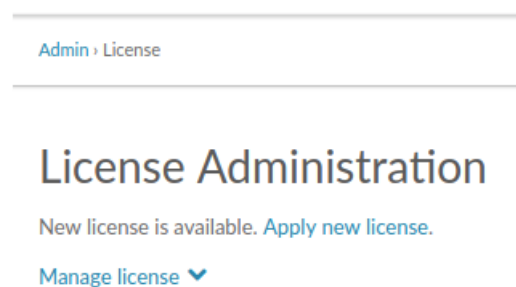 Admin › License
License Administration
New license is available. Apply new license.
Manage license